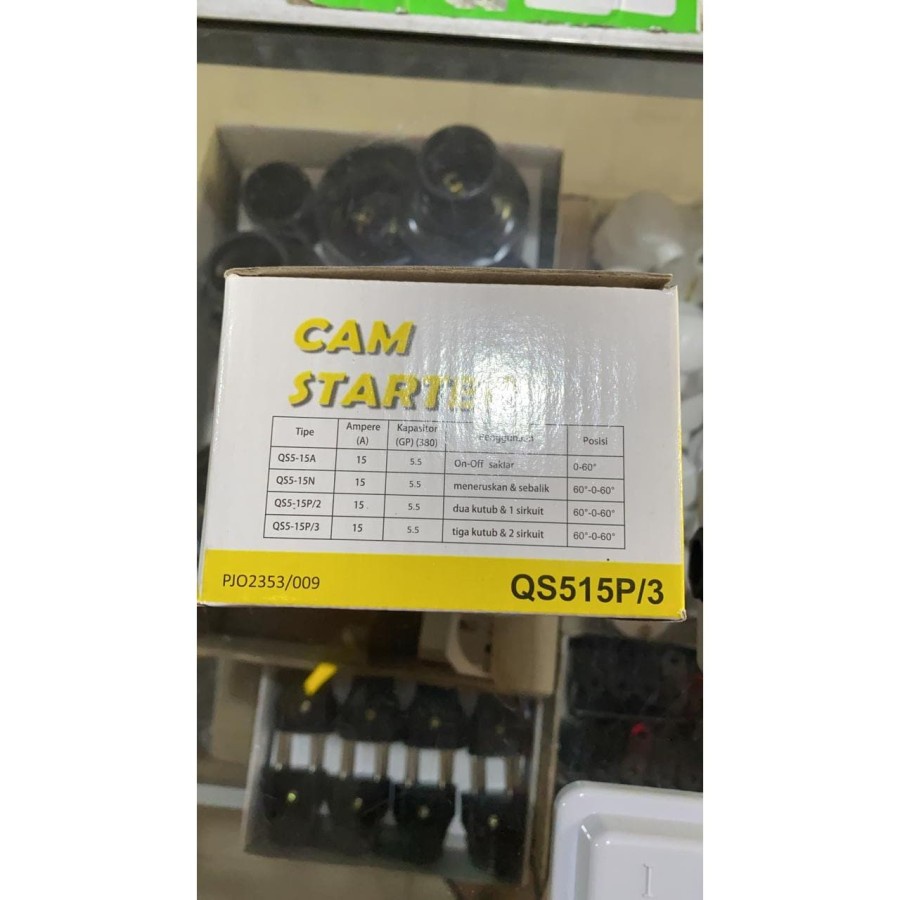 CAM
STARTER
Tipe Ampere (A) Kapasitor (GP) (380) Penggunaan Posisi
QS5-15A 15 5.5 On-Off saklar 0-60°
QS5-15N 15 5.5 meneruskan & sebalik 60°-0-60°
QS5-15P/2 15 5.5 dua kutub & 1 sirkuit 60°-0-60°
QS5-15P/3 15 5.5 tiga kutub & 2 sirkuit 60°-0-60°
PJO2353/009 QS515P/3